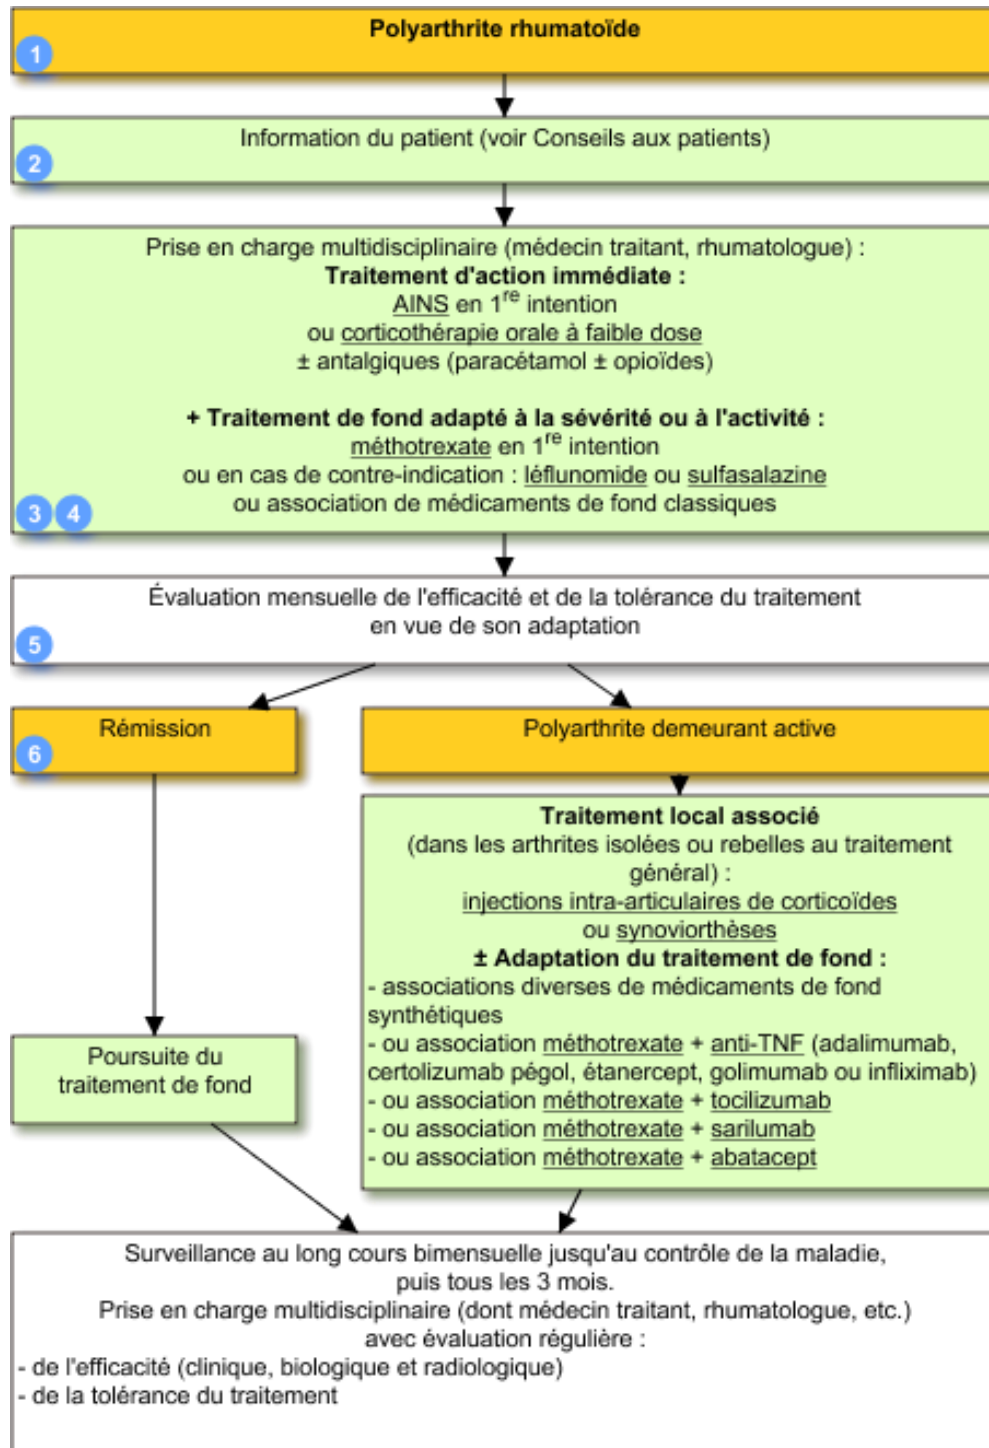 Polyarthrite rhumatoïde
1
Information du patient (voir Conseils aux patients)
2
Prise en charge multidisciplinaire (médecin traitant, rhumatologue) :
Traitement d'action immédiate :
AINS en 1re intention
ou corticothérapie orale à faible dose
± antalgiques (paracétamol ± opioïdes)
+ Traitement de fond adapté à la sévérité ou à l'activité :
méthotrexate en 1re intention
ou en cas de contre-indication : léflunomide ou sulfasalazine
ou association de médicaments de fond classiques
3 4
Évaluation mensuelle de l'efficacité et de la tolérance du traitement
en vue de son adaptation
5
Rémission
6
Polyarthrite demeurant active
Traitement local associé
(dans les arthrites isolées ou rebelles au traitement
général) :
injections intra-articulaires de corticoïdes
ou synoviorthèses
± Adaptation du traitement de fond :
- associations diverses de médicaments de fond
synthétiques
- ou association méthotrexate + anti-TNF (adalimumab,
certolizumab pégol, étanercept, golimumab ou infliximab)
- ou association méthotrexate + tocilizumab
- ou association méthotrexate + sarilumab
- ou association méthotrexate + abatacept
Poursuite du
traitement de fond
Surveillance au long cours bimensuelle jusqu'au contrôle de la maladie,
puis tous les 3 mois.
Prise en charge multidisciplinaire (dont médecin traitant, rhumatologue, etc.)
avec évaluation régulière :
- de l'efficacité (clinique, biologique et radiologique)
- de la tolérance du traitement